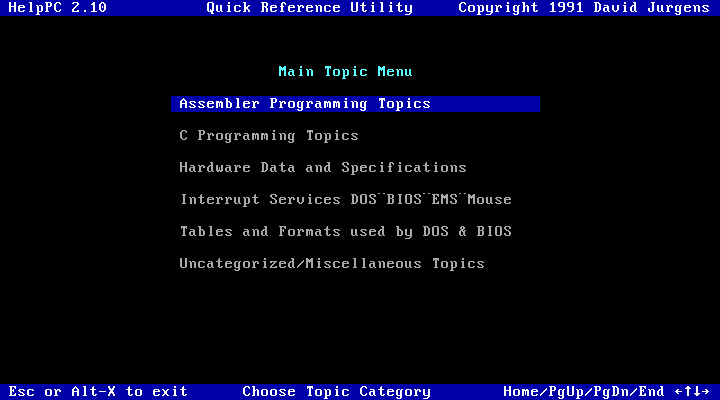 HelpPC 2.10 Quick Reference Utility Copyright 1991 David Jurgens
Main Topic Menu
Assembler Programming Topics
C Programming Topics
Hardware Data and Specifications
Interrupt Services DOS¨BIOS¨EMS¨Mouse
Tables and Formats used by DOS & BIOS
Uncategorized/Miscellaneous Topics
Esc or Alt-X to exit Choose Topic Category Home/PgUp/PgDn/End ←↑↓→